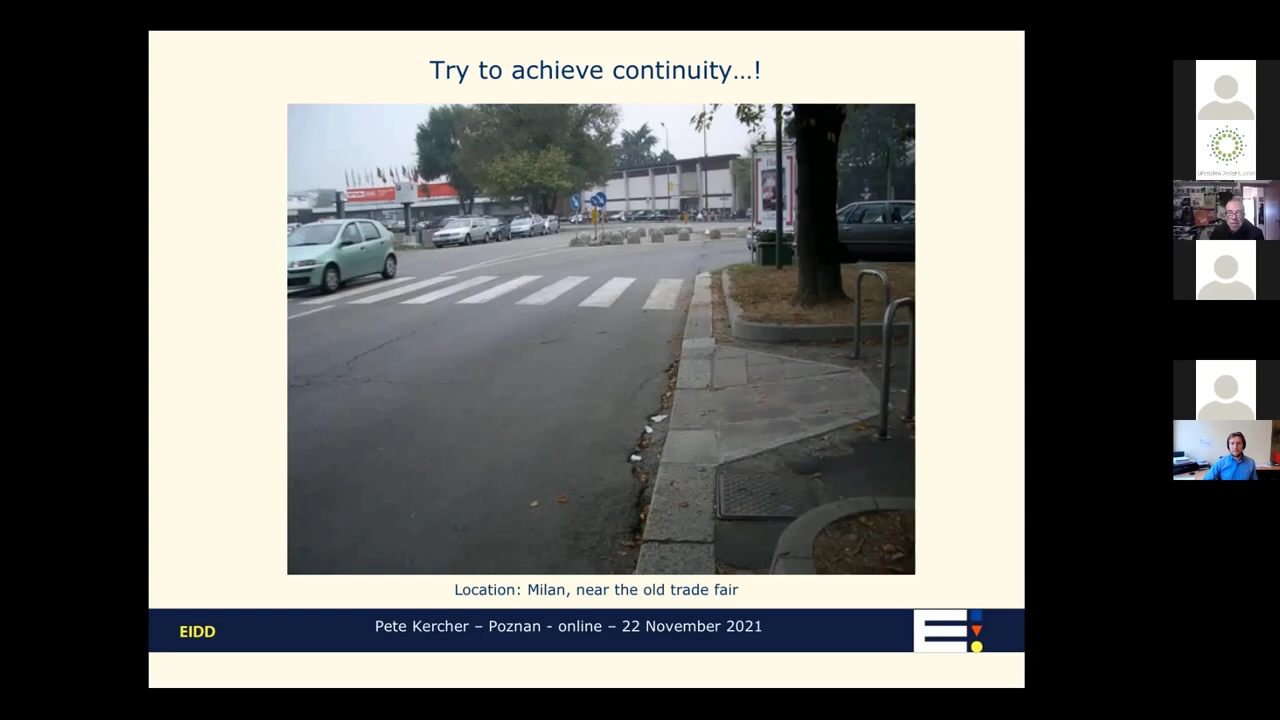 Try to achieve continuity...!
Location: Milan, near the old trade fair
EIDD
Pete Kercher – Poznan - online – 22 November 2021